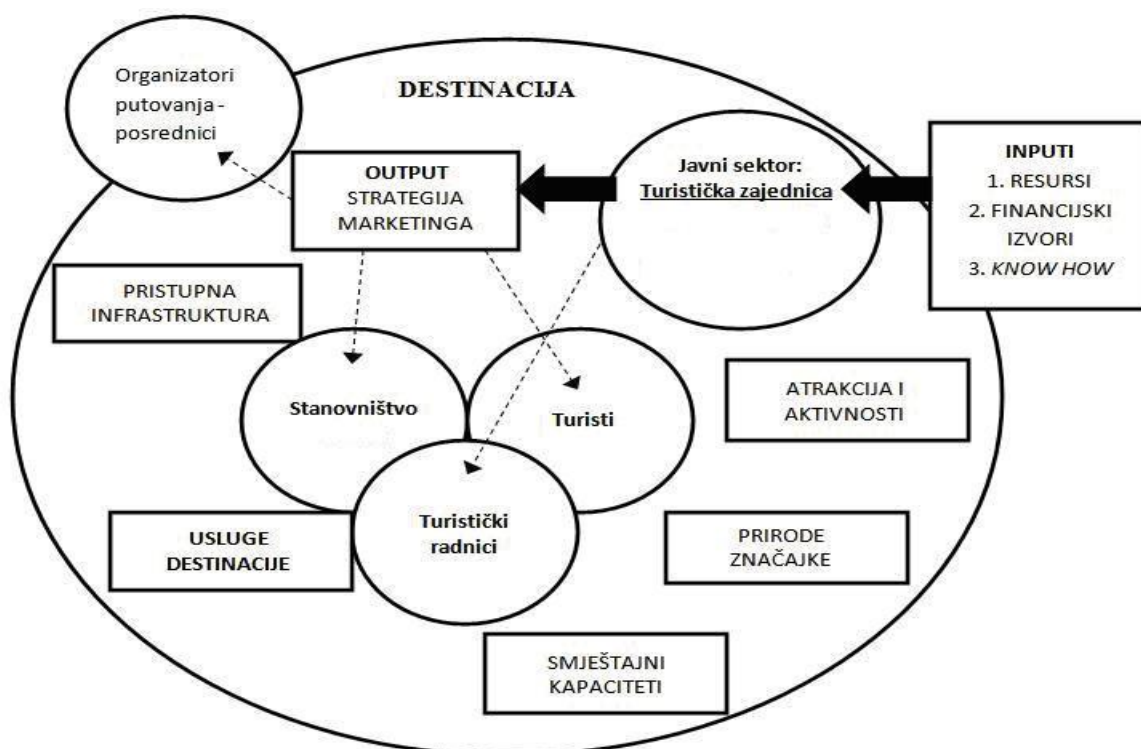 Organizatori
putovanja -
posrednici
DESTINACIJA
OUTPUT
STRATEGIJA
MARKETINGA
Javni sektor:
Turistička zajednica
INPUTI
1. RESURSI
2. FINANCIJSKI
IZVORI
3. KNOW HOW
PRISTUPNA
INFRASTRUKTURA
Stanovništvo
Turisti
ATRAKCIJA I
AKTIVNOSTI
Turistički
radnici
USLUGE
DESTINACIJE
PRIRODE
ZNAČAJKE
SMJEŠTAJNI
KAPACITETI